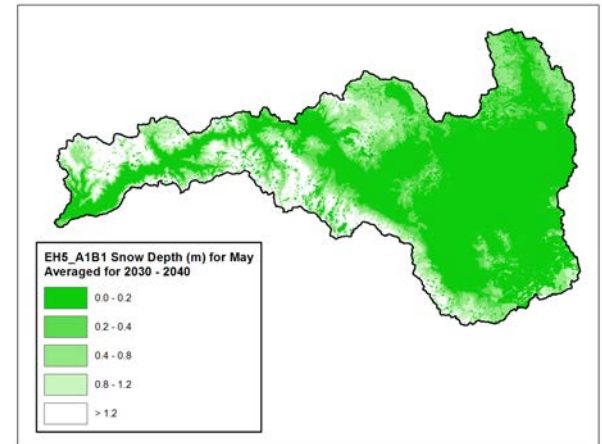 EH5_A1B1 Snow Depth (m) for May
Averaged for 2030 - 2040
0.0 - 0.2
0.2 - 0.4
0.4 - 0.8
0.8 - 1.2
> 1.2